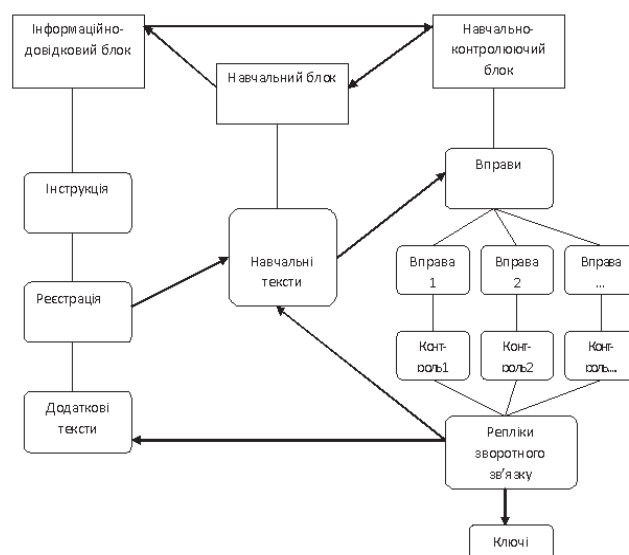 Інформаційно-
довідковий блок
Навчальний блок
Навчально-
контролюючий
блок
Інструкція
Вправи
Навчальні
тексти
Реєстрація
Вправа
1
Вправа
2
Вправа
...
Конт-
роль1
Конт-
роль2
Конт-
роль...
Додаткові
тексти
Репліки
зворотного
зв'язку
Ключі